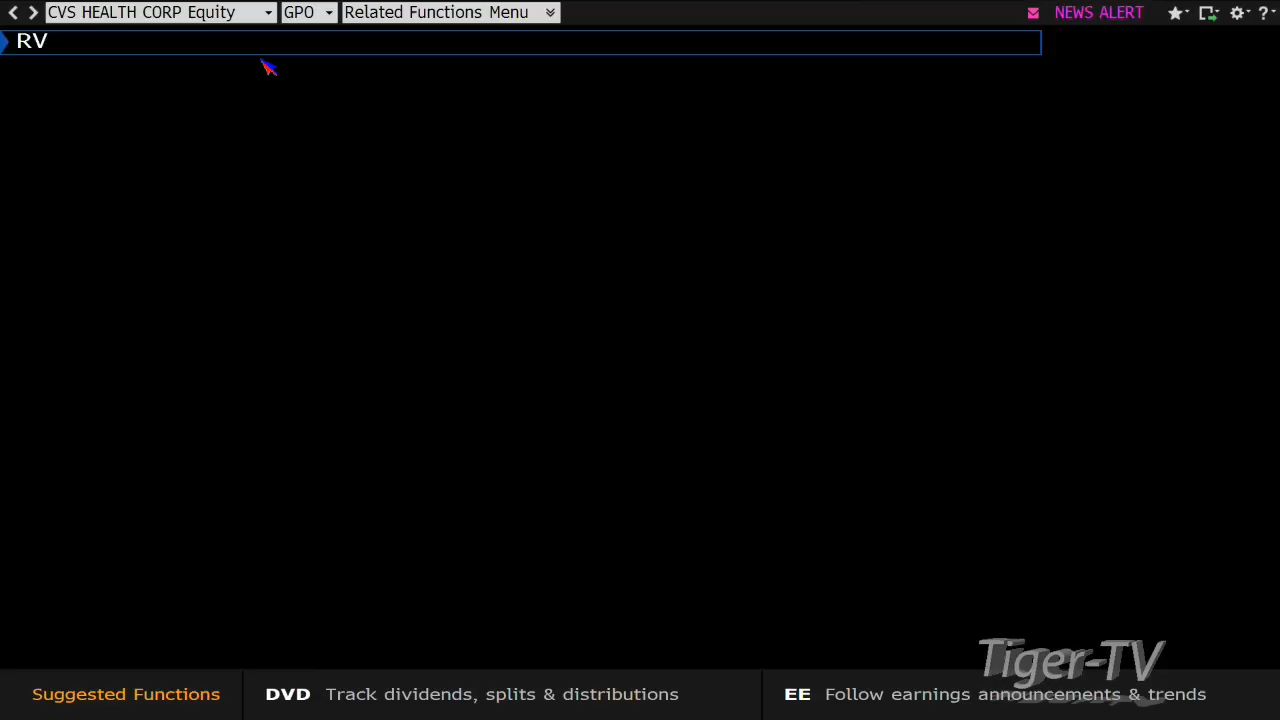 CVS HEALTH CORP Equity GPO Related Functions Menu NEWS ALERT ?
RV
Tiger-TV
Suggested Functions DVD Track dividends, splits & distributions EE Follow earnings announcements & trends